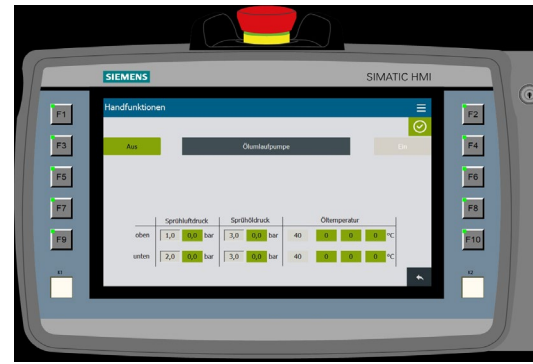 SIEMENS SIMATIC HMI
Handfunktionen
F1 F2
Aus Ölumlaufpumpe Ein
F3 F4
F5 F6
F7 F8
Sprühluftdruck Sprühöldruck Öltemperatur
oben 1,0 0,0 bar 3,0 0,0 bar 40 0 0 0 °C
F9 F10
unten 2,0 0,0 bar 3,0 0,0 bar 40 0 0 0 °C
K1 K2